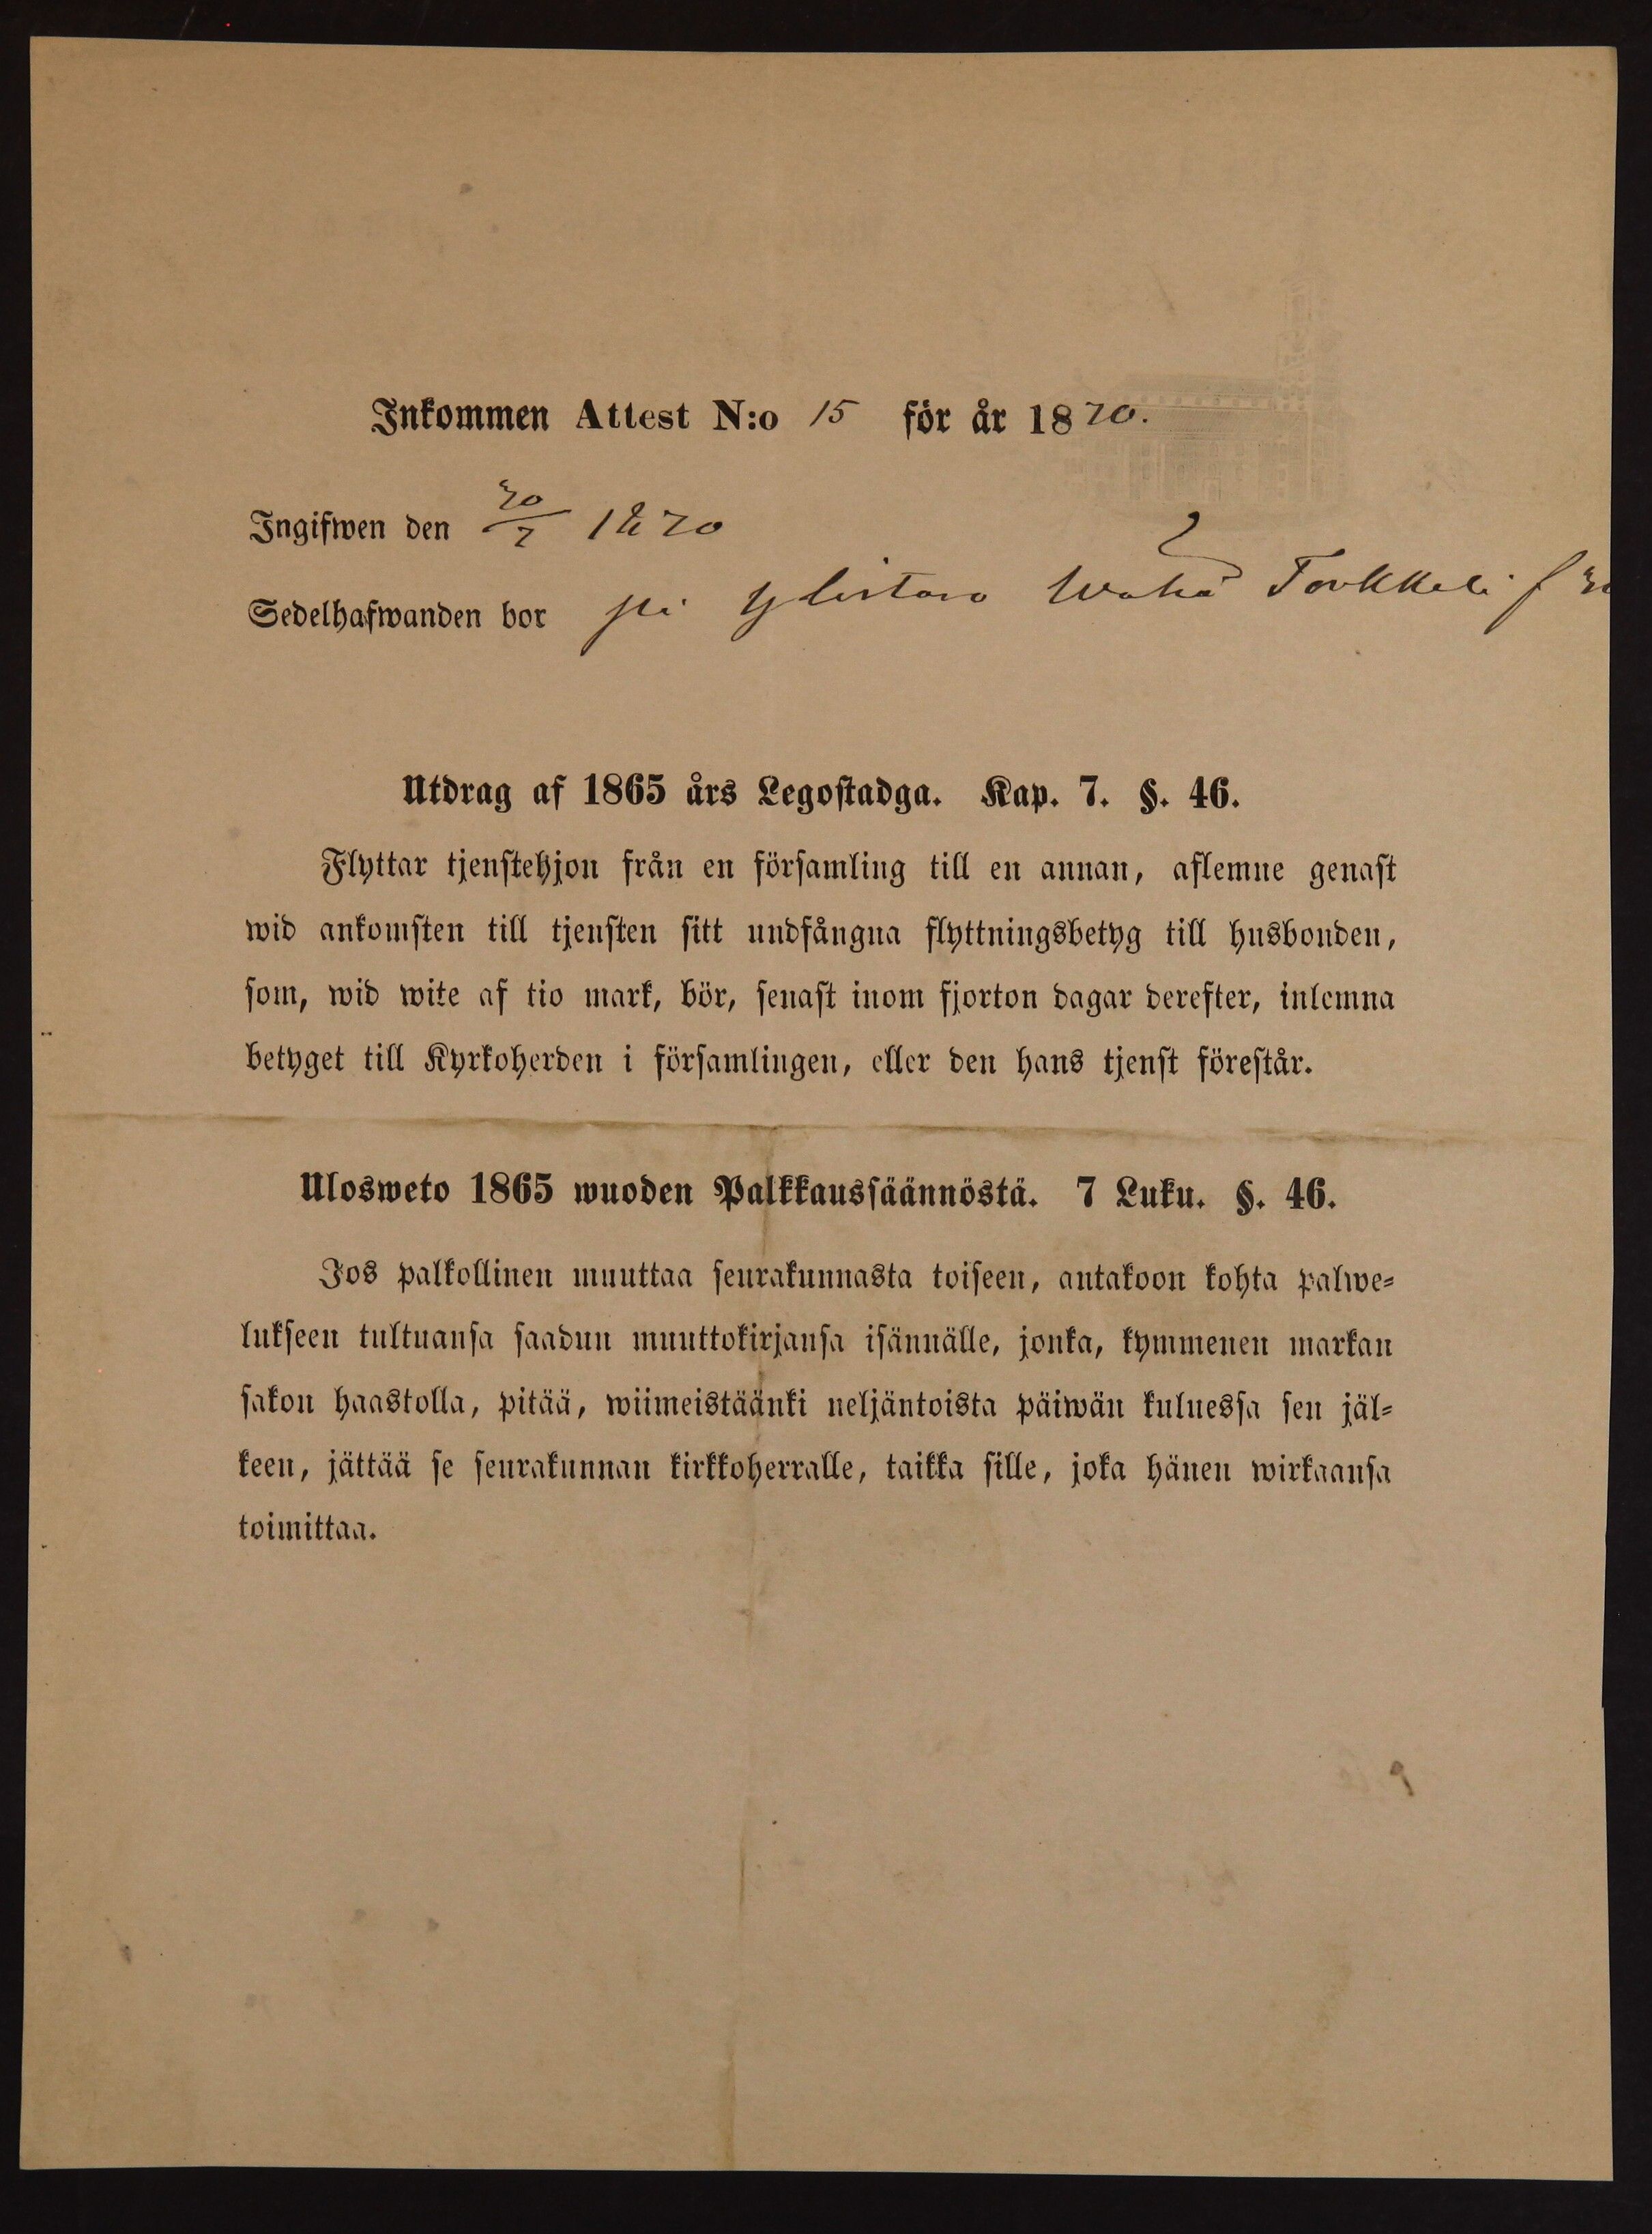 Inkommen Attest N:o 15 för år 1870.
Ingifwen den 30/7 1870
Sedelhafwanden bor på Ylistaro Wähä Torkkeli
Utdrag af 1865 års Legostadga. Kap. 7. §. 46.
Flyttar tjenstehjon från en församling till en annan, aflemne genast
wid ankomsten till tjensten sitt undfångna flyttningsbetyg till husbonden,
som, wid wite af tio mark, bör, senast inom fjorton dagar derefter, inlemna
betyget till Kyrkoherden i församlingen, eller den hans tjenst förestår.
Ulosweto 1865 wuoden Palkkaussäännöstä. 7 Luku. §. 46.
Jos palkollinen muuttaa seurakunnasta toiseen, antakoon kohta palwe-
lukseen tultuansa saadun muuttokirjansa isännälle, jonka, kymmenen markan
sakon haastolla, pitää, wiimeistäänki neljäntoista päiwän kuluessa sen jäl-
keen, jättää se seurakunnan kirkkoherralle, taikka sille, joka hänen wirkaansa
toimittaa.